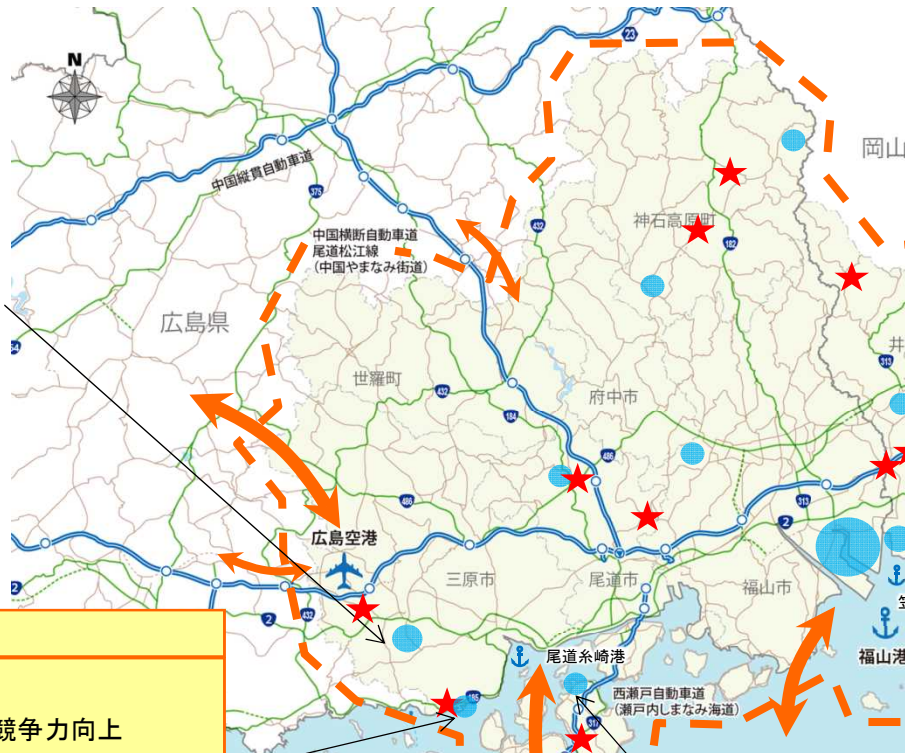 N
23
岡山
中国縦貫自動車道
375
神石高原町
432
中国横断自動車道
尾道松江線
（中国やまなみ街道）
182
広島県
54
井
313
世羅町
432
府中市
184
486
486
313
2
広島空港
三原市
尾道市
福山市
2
2
432
笠
尾道糸崎港
福山港
185
西瀬戸自動車道
（瀬戸内しまなみ海道）
317
競争力向上